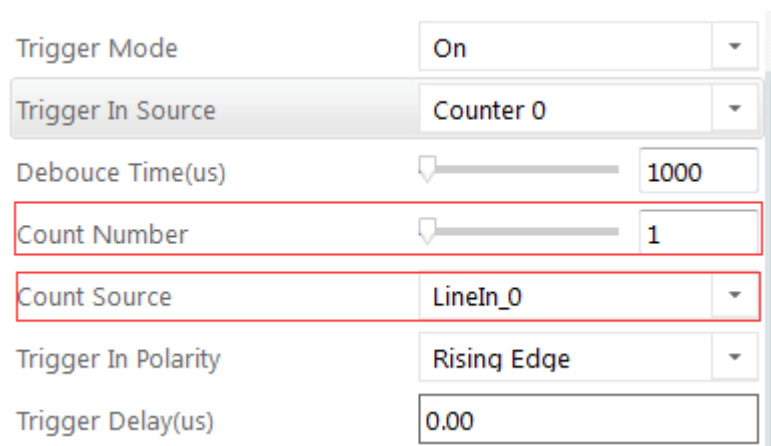 Trigger Mode On
Trigger In Source Counter 0
Debouce Time(us) 1000
Count Number 1
Count Source LineIn_0
Trigger In Polarity Rising Edge
Trigger Delay(us) 0.00